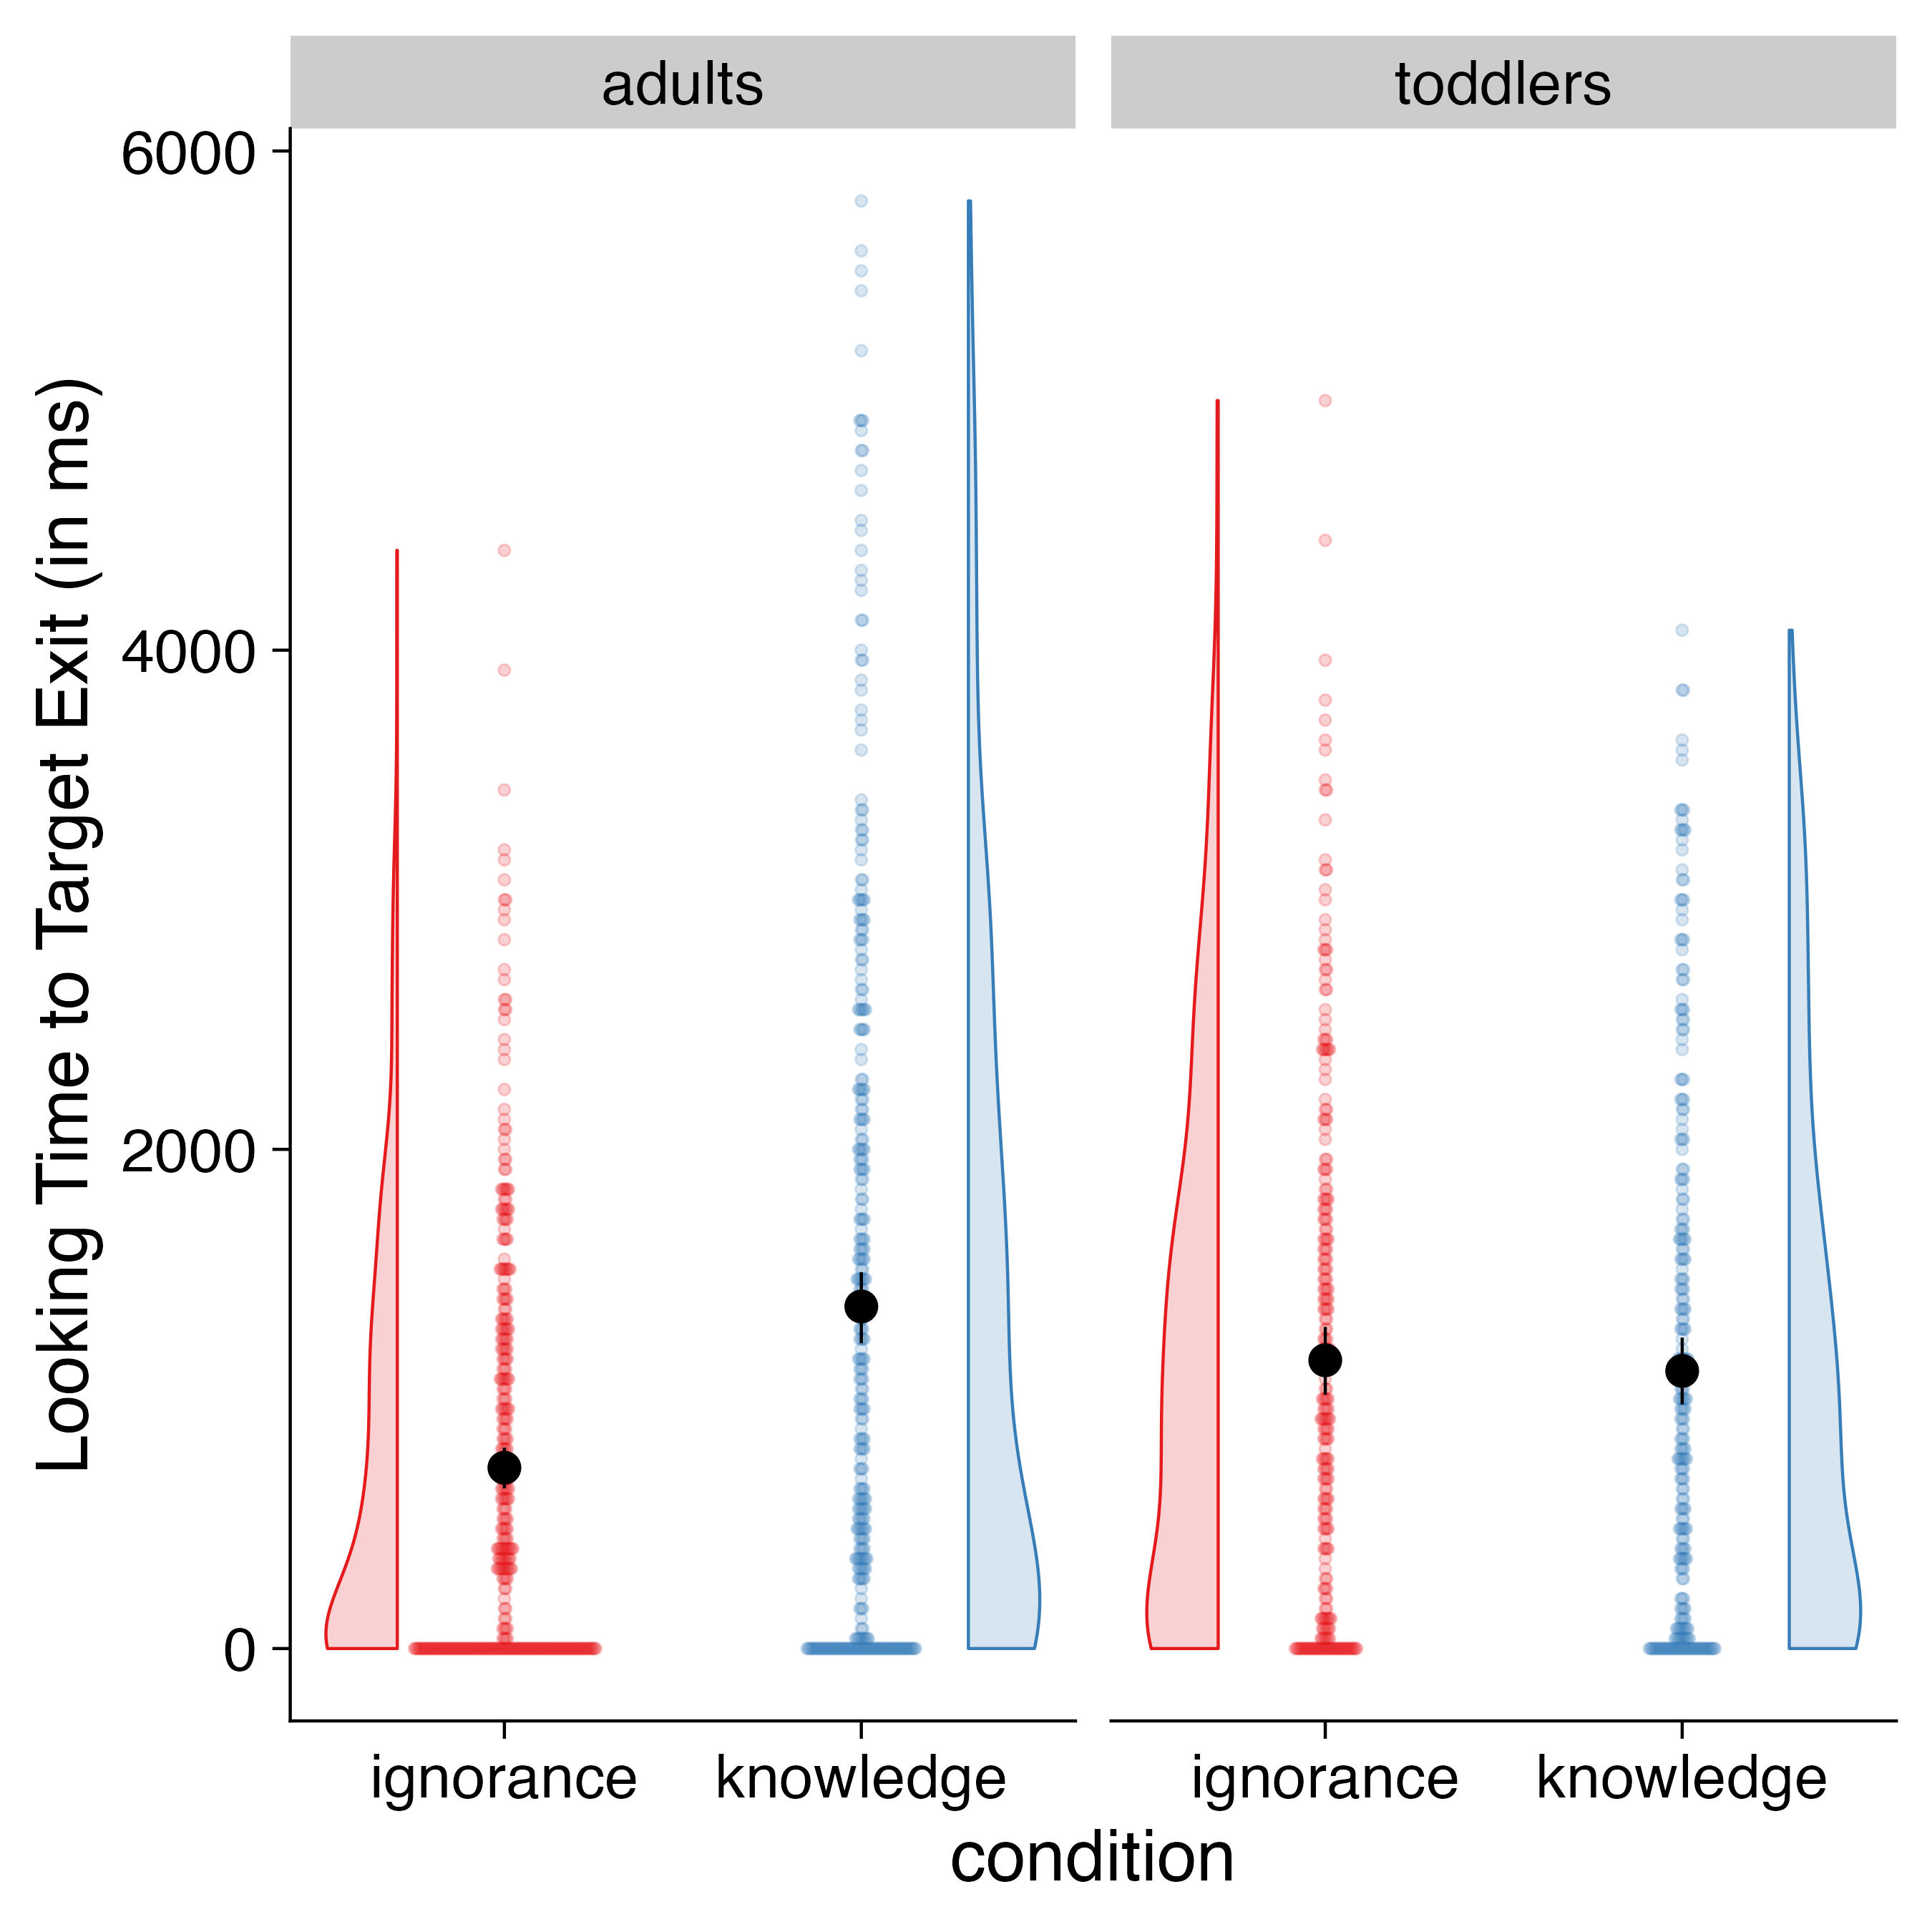 adults
toddlers
6000
4000
2000
0
Looking Time to Target Exit (in ms)
ignorance
knowledge
ignorance
knowledge
condition